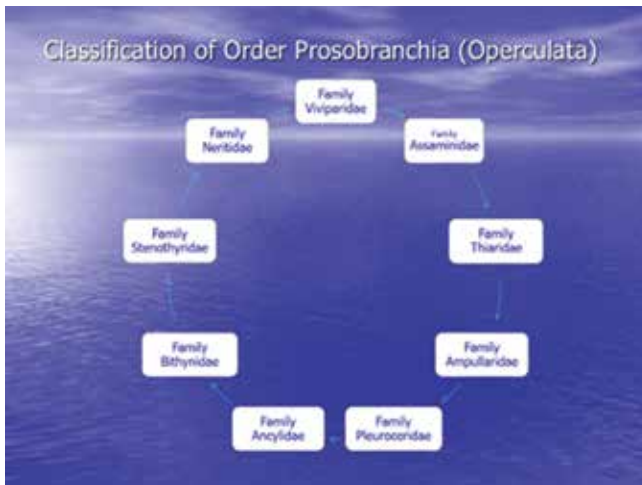 Classification of Order Prosobranchia (Operculata)
Family
Viviparidae
Family
Assaminidae
Family
Thiaridae
Family
Ampullaridae
Family
Pleuroceridae
Family
Ancylidae
Family
Bithynidae
Family
Stenothyridae
Family
Neritidae